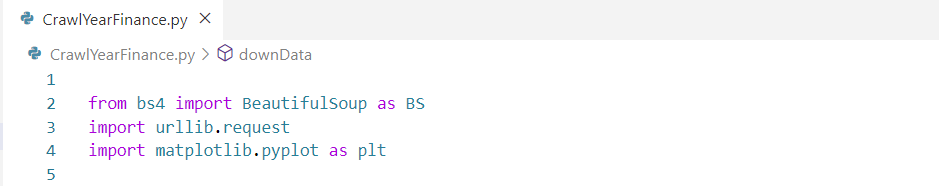 CrawlYearFinance.py ×
CrawlYearFinance.py > downData
1
2 from bs4 import BeautifulSoup as BS
3 import urllib.request
4 import matplotlib.pyplot as plt
5